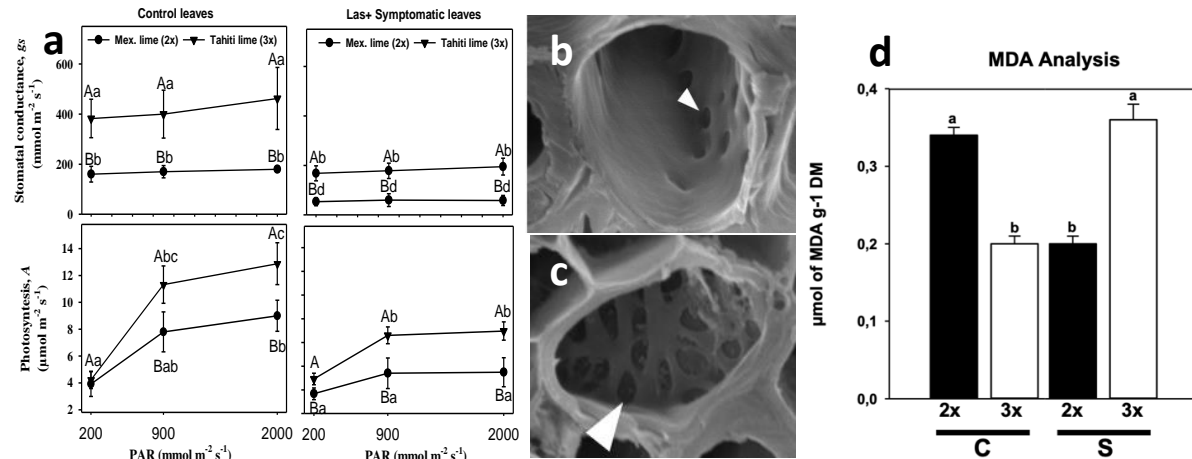 a
Control leaves
Mex. lime (2x) Tahiti lime (3x)
Stomatal conductance, gs
(mmol m-2 s-1)
600
400
200
0
Aa
Aa
Aa
Bb
Bb
Bb
Las+ Symptomatic leaves
Mex. lime (2x) Tahiti lime (3x)
Ab
Ab
Ab
Bd
Bd
Bd
Photosyntesis, A
(μmol m-2 s-1)
14
12
10
8
6
4
2
Aa
Abc
Ac
Bab
Bb
200 900 2000
PAR (mmol m-2 s-1)
A
Ab
Ab
Ba
Ba
Ba
200 900 2000
PAR (mmol m-2 s-1)
b
c
d
MDA Analysis
μmol of MDA g-1 DM
0,4
0,3
0,2
0,1
0,0
a
b
b
a
2x 3x 2x 3x
C S